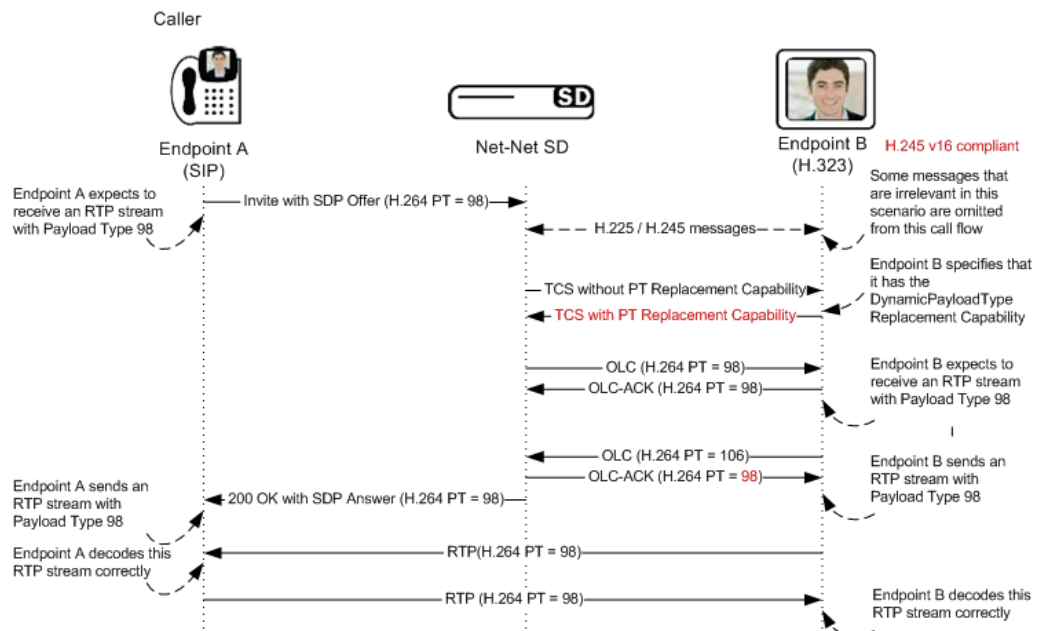 Caller
SD
Endpoint A
(SIP)
Net-Net SD
Endpoint B
(H.323)
H.245 v16 compliant
Endpoint A expects to
receive an RTP stream
with Payload Type 98
Invite with SDP Offer (H.264 PT = 98)
H.225 / H.245 messages
Some messages that
are irrelevant in this
scenario are omitted
from this call flow
TCS without PT Replacement Capability
TCS with PT Replacement Capability
Endpoint B specifies that
it has the
DynamicPayloadType
Replacement Capability
OLC (H.264 PT = 98)
OLC-ACK (H.264 PT = 98)
Endpoint B expects to
receive an RTP stream
with Payload Type 98
OLC (H.264 PT = 106)
OLC-ACK (H.264 PT = 98)
Endpoint B sends an
RTP stream with
Payload Type 98
Endpoint A sends an
RTP stream with
Payload Type 98
200 OK with SDP Answer (H.264 PT = 98)
Endpoint A decodes this
RTP stream correctly
RTP(H.264 PT = 98)
RTP (H.264 PT = 98)
Endpoint B decodes this
RTP stream correctly